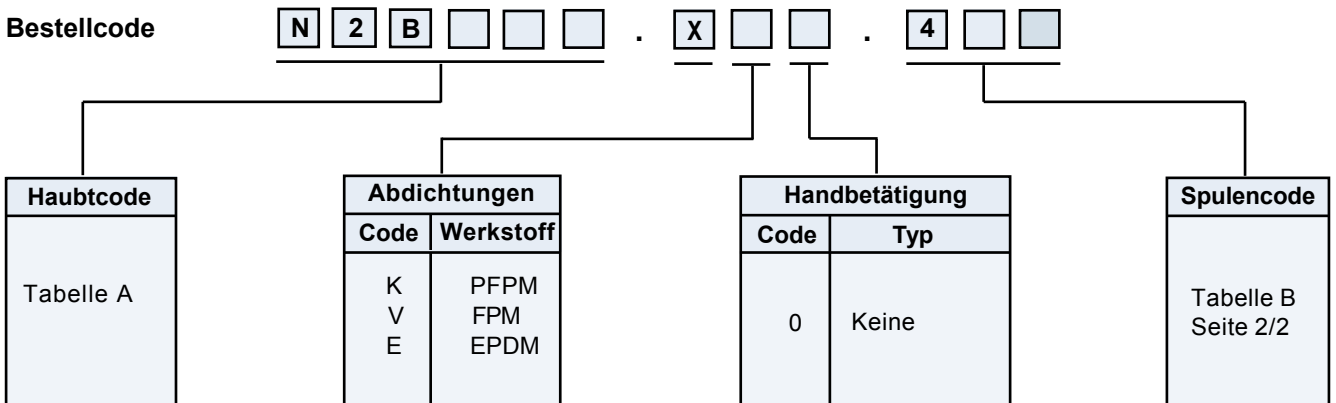 Bestellcode N 2 B . X . 4
Haubtcode
Tabelle A
Abdichtungen
Code Werkstoff
K PFPM
V FPM
E EPDM
Handbetätigung
Code Typ
0 Keine
Spulencode
Tabelle B
Seite 2/2